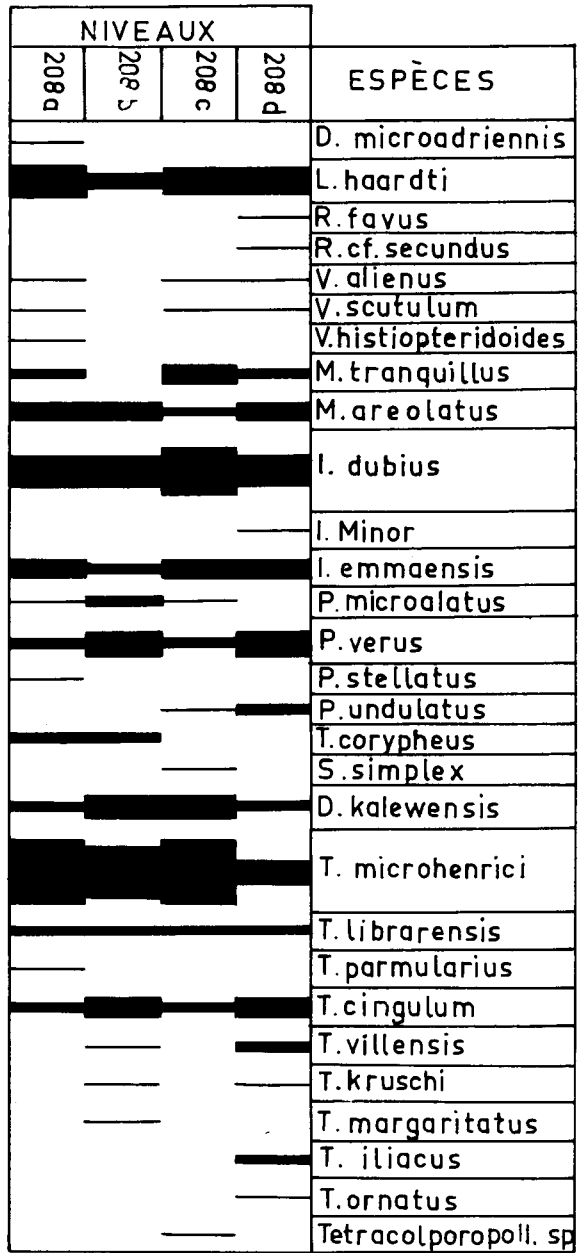 NIVEAUX
208a 208b 208c 208d ESPÈCES
D. microadriennis
L. haardti
R. favus
R.cf. secundus
V. alienus
V. scutulum
V. histiopteridoides
M. tranquillus
M. areolatus
I. dubius
I. Minor
I. emmaensis
P. microalatus
P. verus
P. stellatus
P. undulatus
T. corypheus
S. simplex
D. kalewensis
T. microhenrici
T. librarensis
T. parmularius
T. cingulum
T. villensis
T. kruschi
T. margaritatus
T. iliacus
T. ornatus
Tetracolporopoll. sp